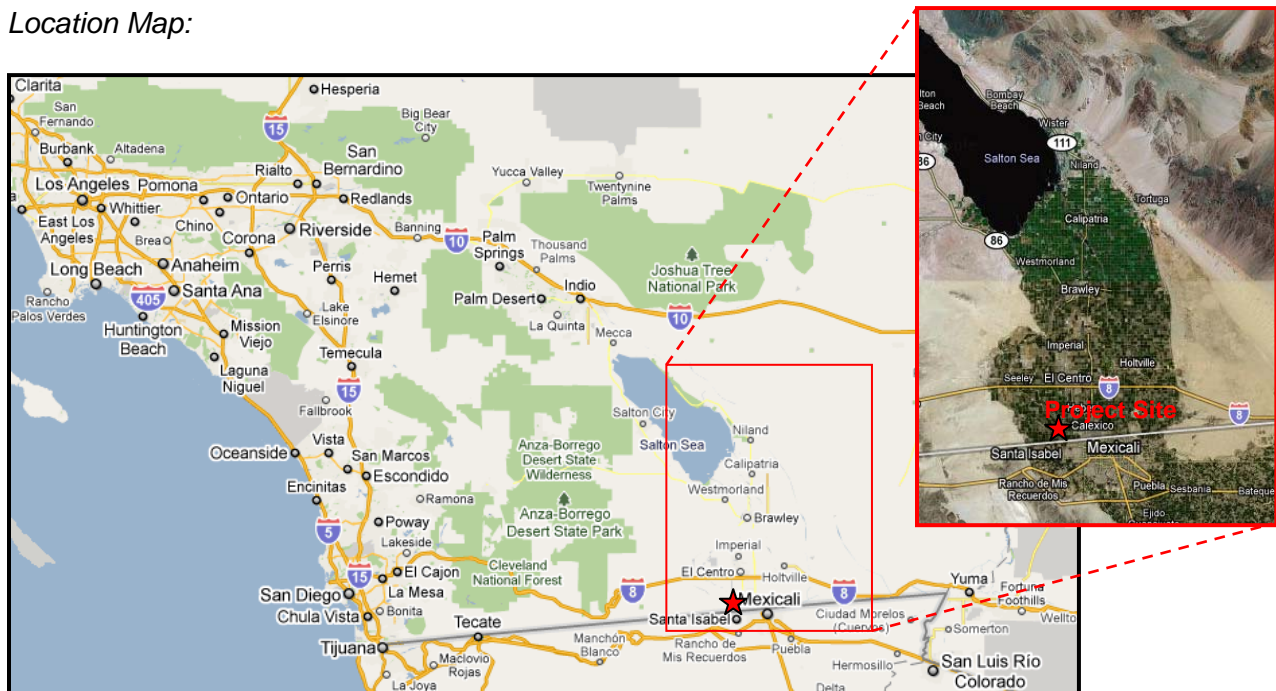 Location Map:
Clarita
San
Fernando
Burbank
Altadena
Los Angeles
Pomona
Whittier
East Los
Angeles
Brea
Chino
Ontario
Rialto
San
Bernardino
Redlands
Hesperia
15
Big Bear
City
Yucca Valley
Twentynine
Palms
Corona
Riverside
Banning
10
Palm
Springs
Thousand
Palms
Joshua Tree
National Park
Long Beach
Anaheim
Perris
Hemet
Palm Desert
Indio
405
Santa Ana
Rancho
Palos Verdes
Huntington
Beach
Mission
Viejo
Lake
Elsinore
La Quinta
Mecca
10
Laguna
Niguel
Temecula
15
Fallbrook
Salton City
Salton Sea
Niland
Calipatria
Oceanside
Vista
San Marcos
Escondido
Anza-Borrego
Desert State
Wilderness
Westmorland
Encinitas
Ramona
Anza-Borrego
Desert State Park
Brawley
5
Poway
Lakeside
Imperial
15
El Cajon
Cleveland
National Forest
El Centro
Holtville
San Diego
La Mesa
8
8
Yuma
Fortuna
Foothills
Chula Vista
Bonita
Mexicali
Santa Isabel
Ciudad Morelos
(Cuervos)
Wellto
Tijuana
Tecate
Manchón
Blanco
Rancho de
Mis Recuerdos
Puebla
Somerton
Maclovio
Rojas
Hermosillo
San Luis Río
Colorado
La Joya
Delta
lton
Beach
Bombay
Beach
Wister
n City
111
86
Salton Sea
Niland
Tortuga
Calipatria
86
Westmorland
Brawley
Imperial
Holtville
Seeley
El Centro
8
8
Project Site
Calexico
Santa Isabel
Mexicali
Rancho de Mis
Recuerdos
Puebla
Sesbania
Bateque
Ejido